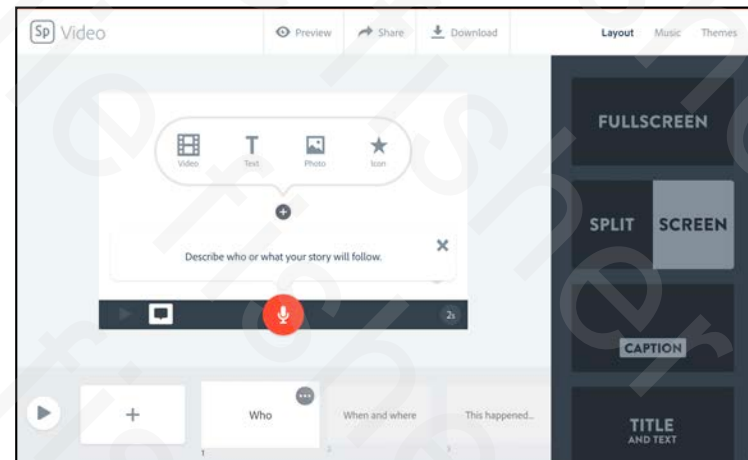 Sp Video
Preview
Share
Download
Layout
Music
Themes
Video
Text
Photo
Icon
Describe who or what your story will follow.
2s
FULLSCREEN
SPLIT SCREEN
CAPTION
TITLE
AND TEXT
Who
When and where
This happened...
1
2
3